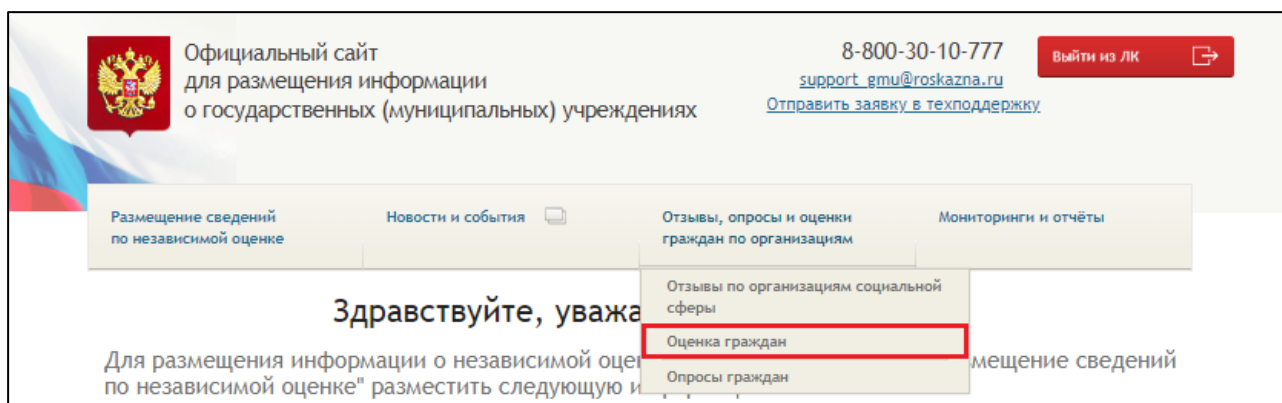 Официальный сайт
для размещения информации
о государственных (муниципальных) учреждениях
8-800-30-10-777
support_gmu@roskazna.ru
Отправить заявку в техподдержку
Выйти из ЛК
Размещение сведений
по независимой оценке
Новости и события
Отзывы, опросы и оценки
граждан по организациям
Мониторинги и отчёты
Отзывы по организациям социальной
сферы
Оценка граждан
Опросы граждан
Здравствуйте, уважа
Для размещения информации о независимой оце мещение сведений
по независимой оценке" разместить следующую и